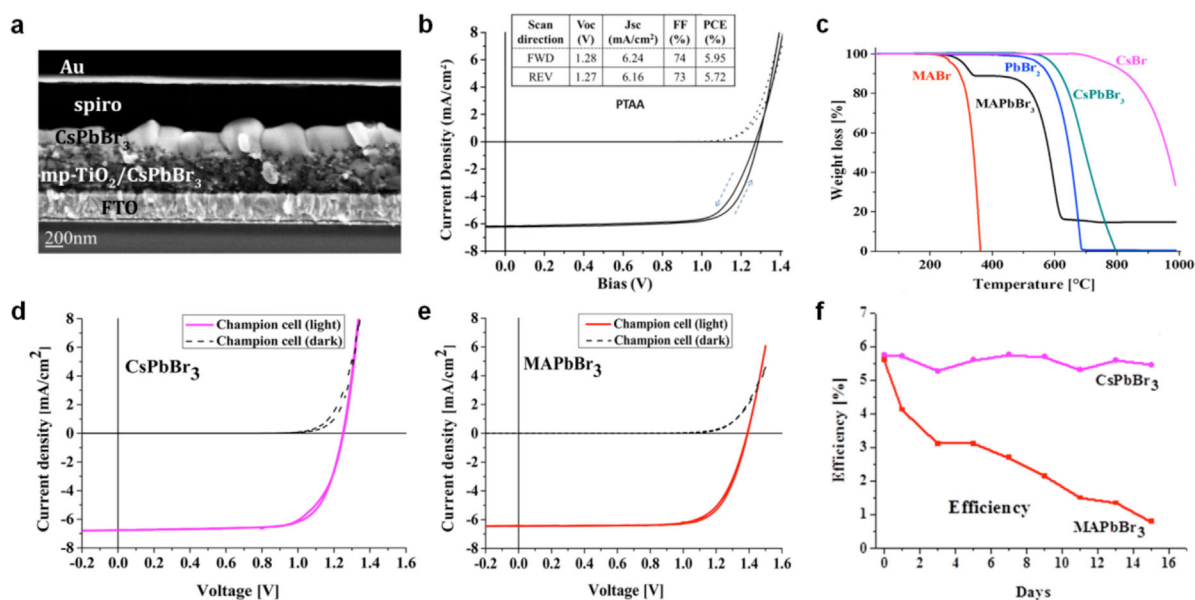 a
Au
spiro
CsPbBr₃
mp-TiO₂/CsPbBr₃
FTO
200nm
b
Scan direction Voc (V) Jsc (mA/cm²) FF (%) PCE (%)
FWD 1.28 6.24 74 5.95
REV 1.27 6.16 73 5.72
PTAA
Current Density (mA/cm²)
8
6
4
2
0
-2
-4
-6
-8
0.0 0.2 0.4 0.6 0.8 1.0 1.2 1.4
Bias (V)
c
Weight loss [%]
100
80
60
40
20
0
MABr
PbBr₂
CsBr
CsPbBr₃
MAPbBr₃
200 400 600 800 1000
Temperature [°C]
d
Champion cell (light)
Champion cell (dark)
CsPbBr₃
Current density [mA/cm²]
8
6
4
2
0
-2
-4
-6
-8
-0.2 0.0 0.2 0.4 0.6 0.8 1.0 1.2 1.4 1.6
Voltage [V]
e
Champion cell (light)
Champion cell (dark)
MAPbBr₃
Current density [mA/cm²]
8
6
4
2
0
-2
-4
-6
-8
-0.2 0.0 0.2 0.4 0.6 0.8 1.0 1.2 1.4 1.6
Voltage [V]
f
Efficiency [%]
7
6
5
4
3
2
1
0
CsPbBr₃
Efficiency
MAPbBr₃
0 2 4 6 8 10 12 14 16
Days